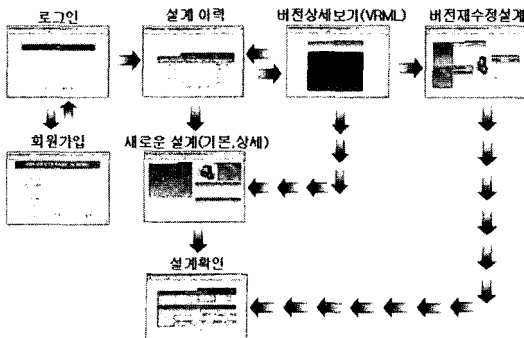 로그인
설계 이력
버전상세보기(VRML)
버전재수정설계
회원가입
새로운 설계(기본,상세)
설계확인